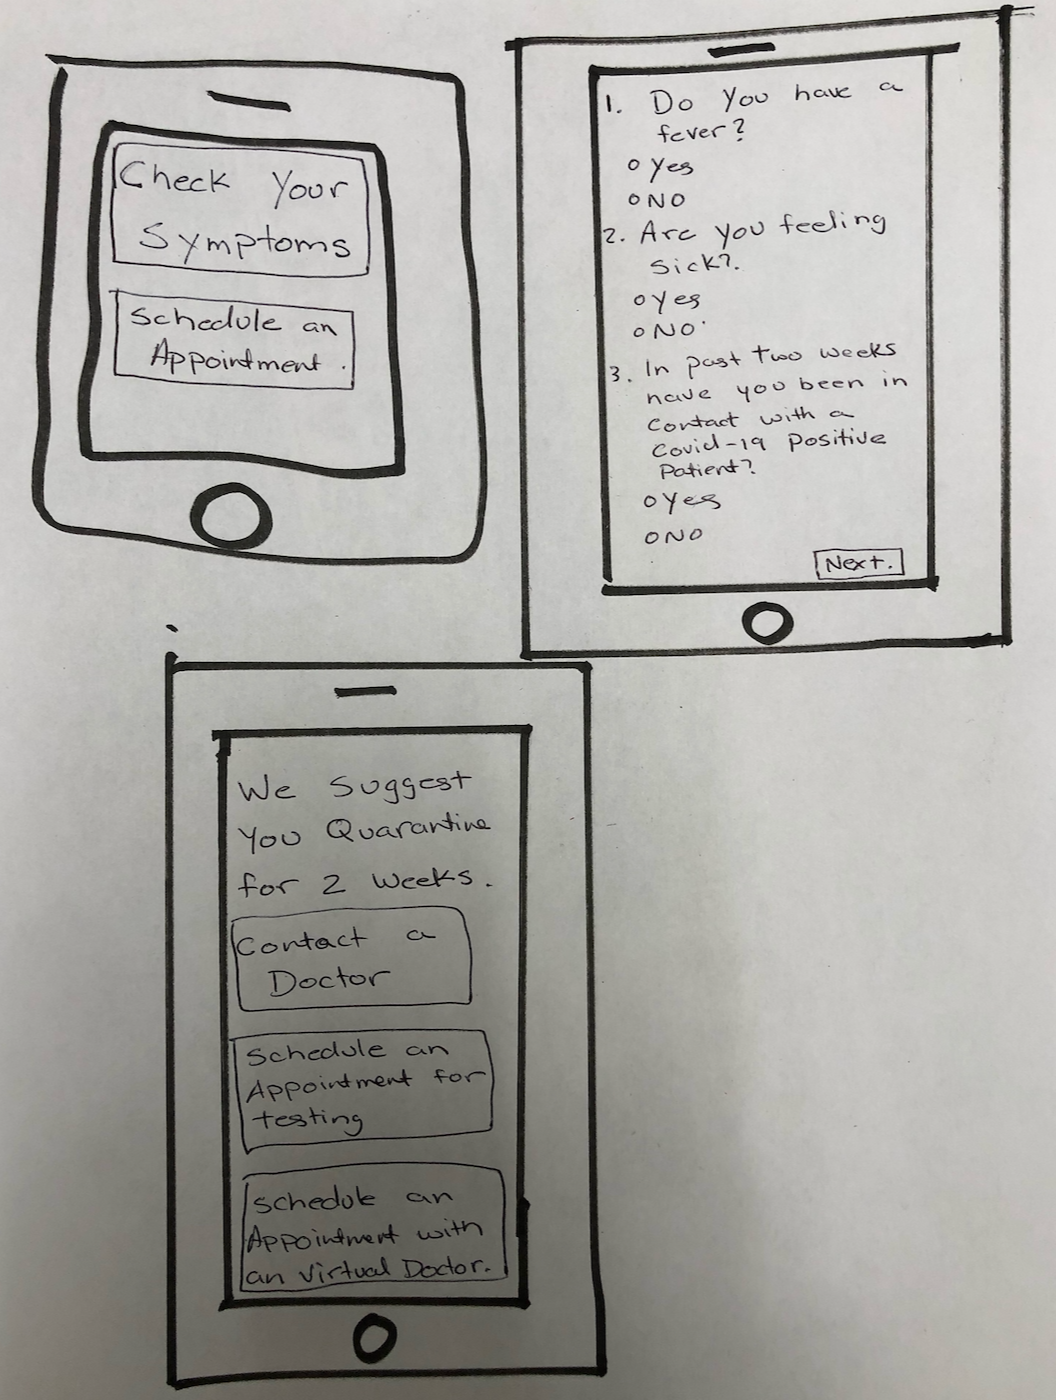 Check Your
Symptoms
Schedule an
Appointment.
1. Do You have a
fever?
Yes
NO
2. Are you feeling
Sick?.
Yes
NO
3. In past two weeks
have you been in
contact with a
Covid-19 Positive
Patient?
Yes
NO
Next.
We Suggest
You Quarantine
for 2 weeks.
Contact a
Doctor
Schedule an
Appointment for
testing
Schedule an
Appointment with
an Virtual Doctor.